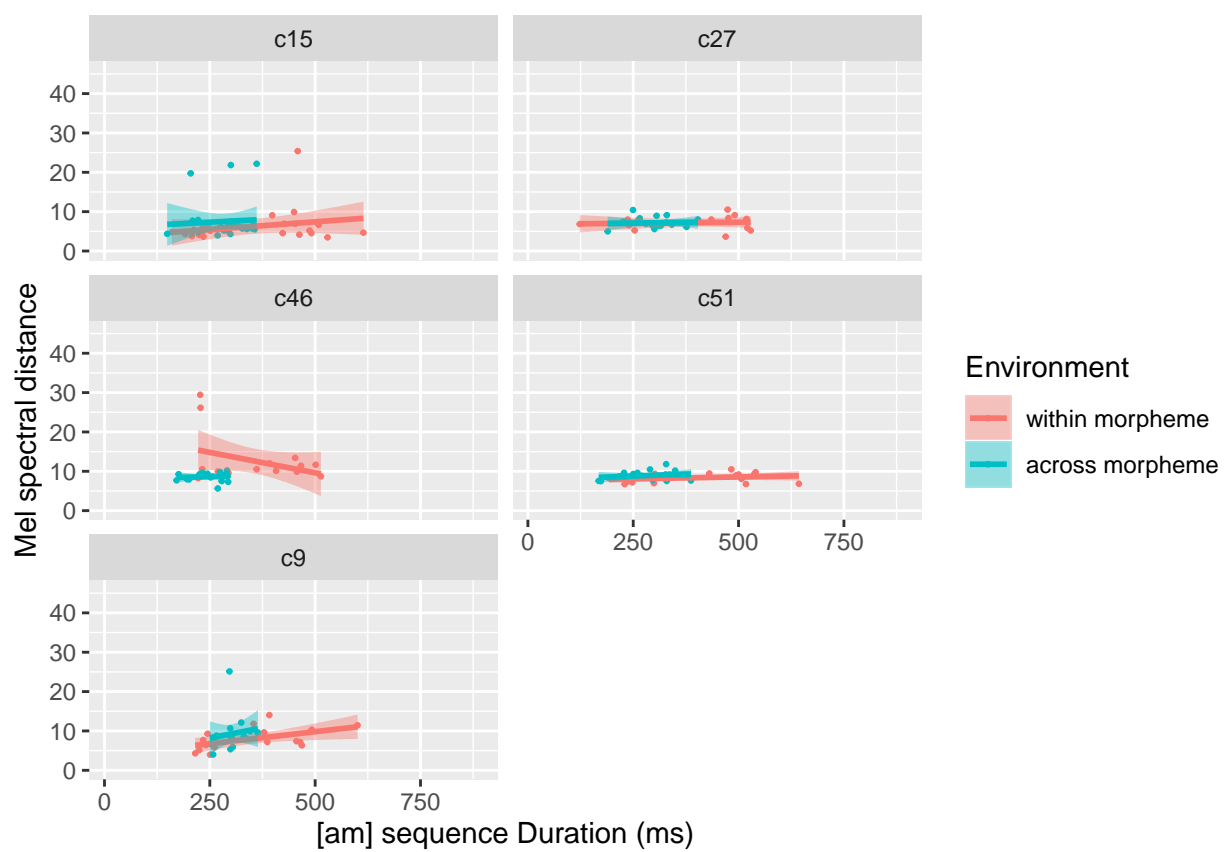 c15
c27
40
30
20
10
0
c46
c51
40
30
20
10
0
0
250
500
750
c9
40
30
20
10
0
0
250
500
750
[am] sequence Duration (ms)
Mel spectral distance
Environment
within morpheme
across morpheme